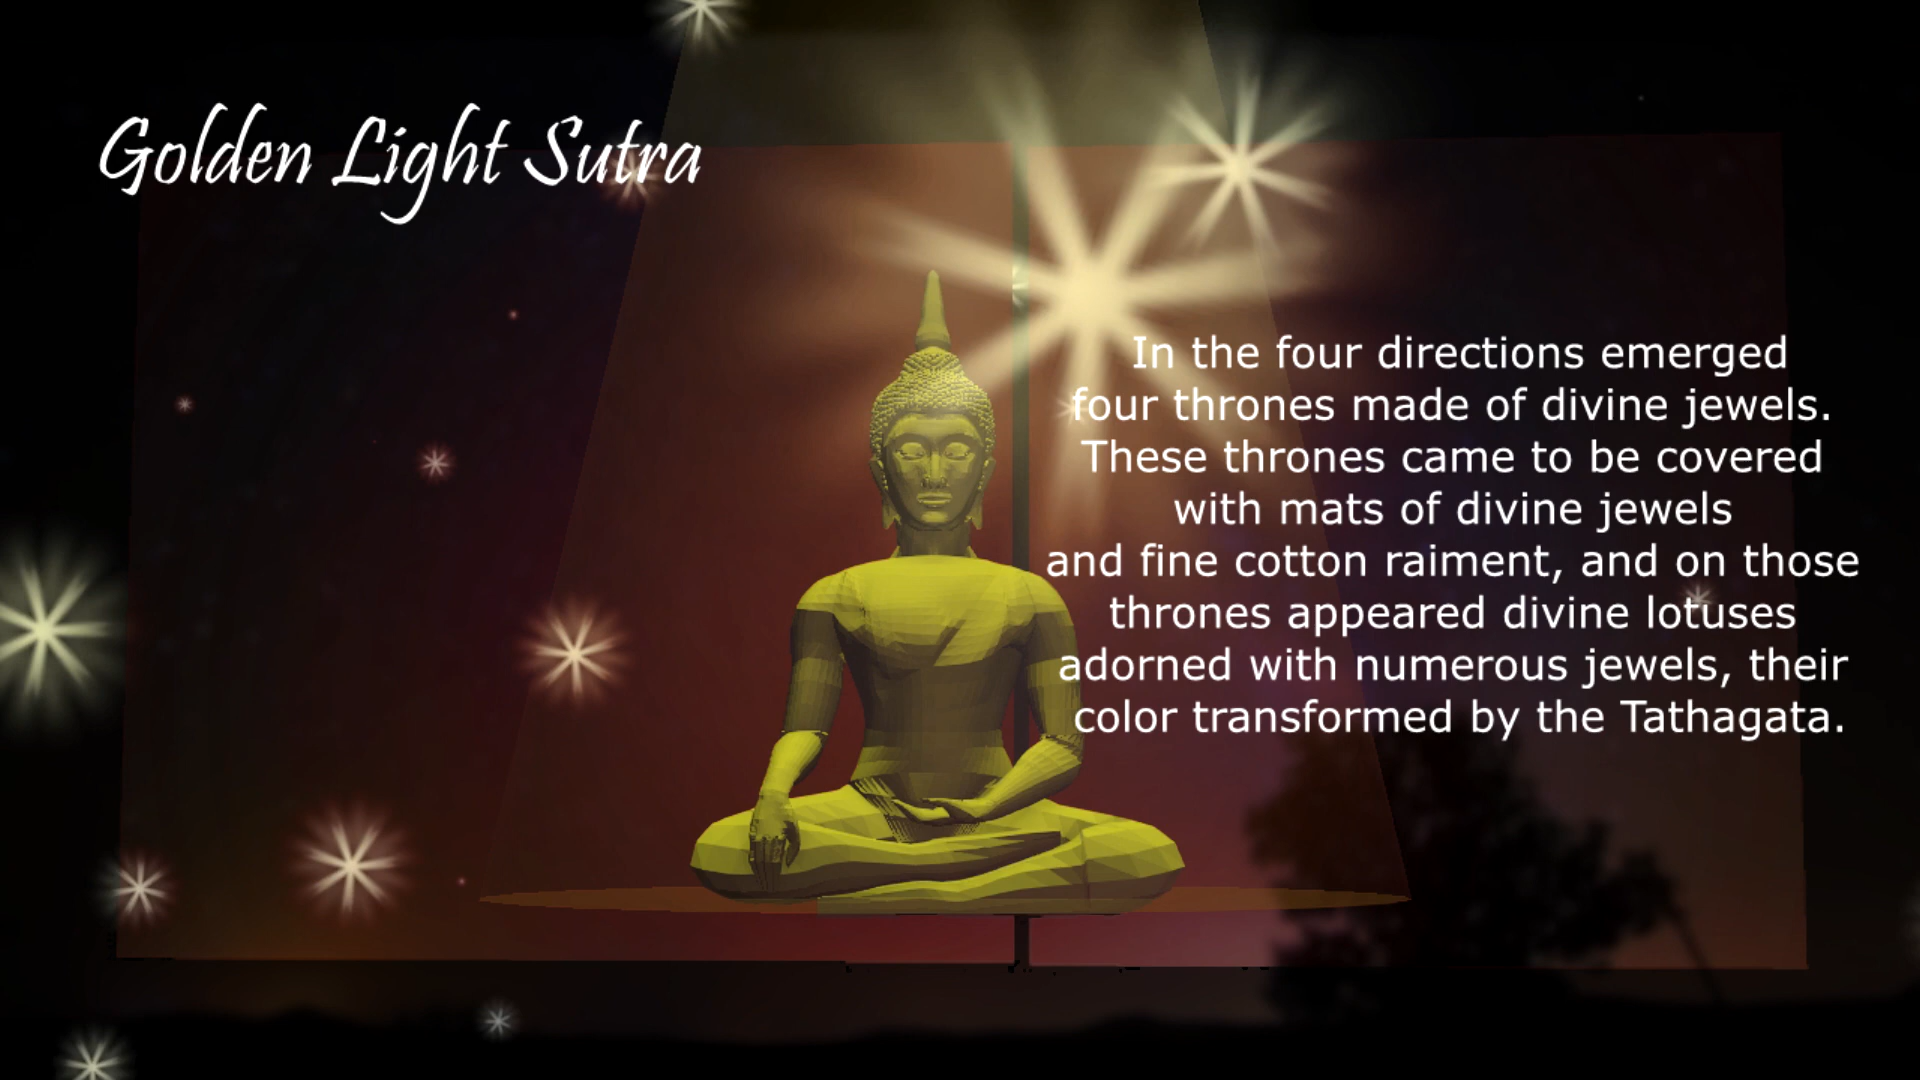 Golden Light Sutra
In the four directions emerged
four thrones made of divine jewels.
These thrones came to be covered
with mats of divine jewels
and fine cotton raiment, and on those
thrones appeared divine lotuses
adorned with numerous jewels, their
color transformed by the Tathagata.